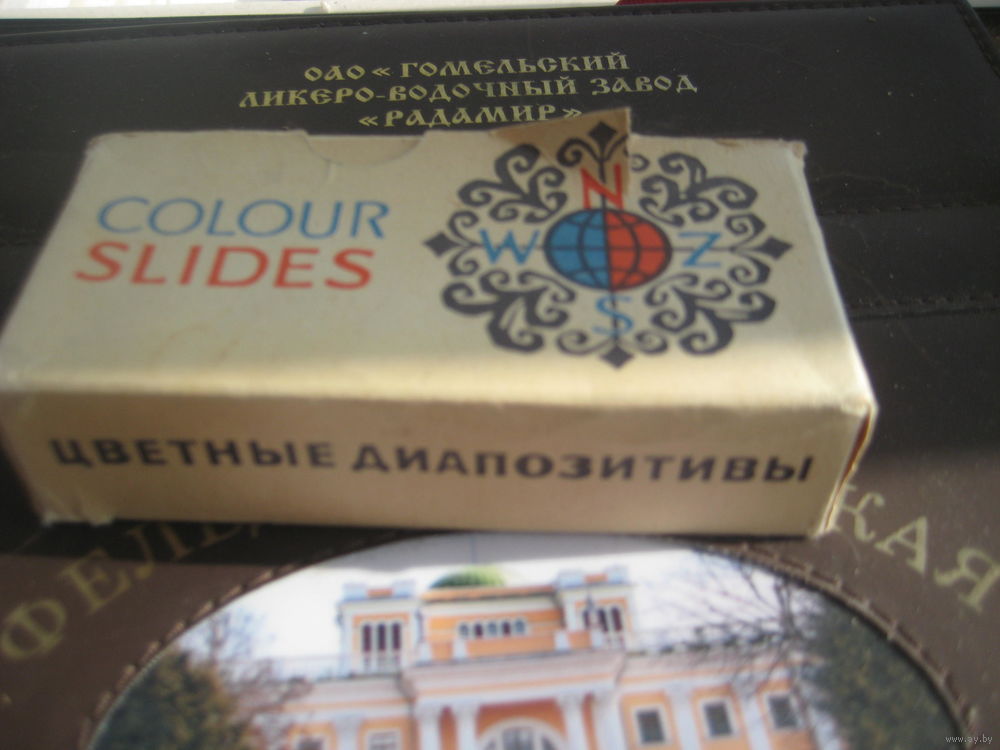 ОАО «ГОМЕЛЬСКИЙ
ЛИКЕРО-ВОДОЧНЫЙ ЗАВОД
«РАДАМИР»
COLOUR
SLIDES
N
W Z
S
ЦВЕТНЫЕ ДИАПОЗИТИВЫ
www.ay.by